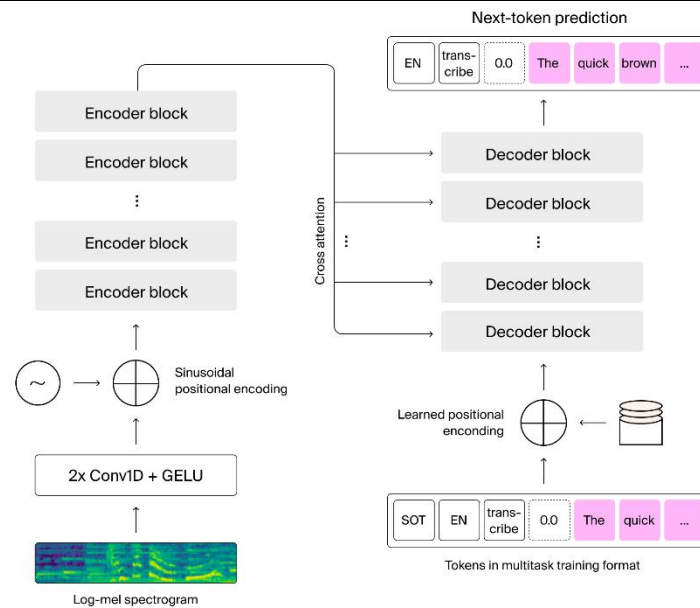 Next-token prediction
EN
trans-
cribe
0.0
The
quick
brown
...
Encoder block
Encoder block
Encoder block
Encoder block
Cross attention
Decoder block
Decoder block
Decoder block
Decoder block
~
Sinusoidal
positional encoding
Learned positional
enconding
2x Conv1D + GELU
SOT
EN
trans-
cribe
0.0
The
quick
...
Log-mel spectrogram
Tokens in multitask training format